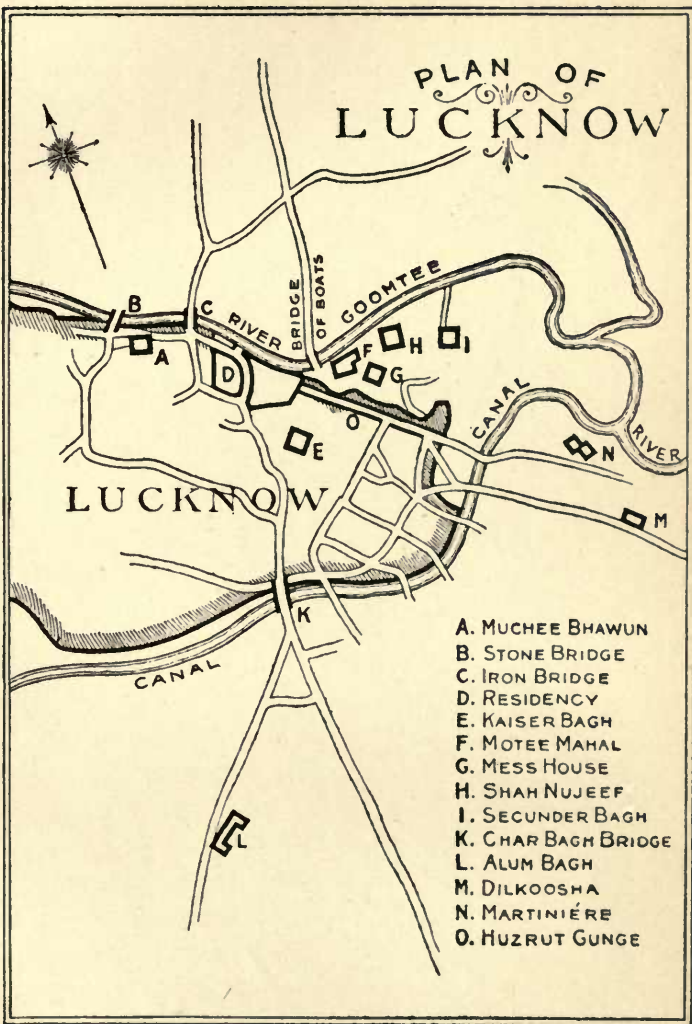 PLAN OF
LUCKNOW
B
C
RIVER
BRIDGE
OF BOATS
GOOMTEE
A
D
F
H
I
G
O
E
CANAL
N
RIVER
LUCKNOW
M
K
CANAL
L
A. MUCHEE BHAWUN
B. STONE BRIDGE
C. IRON BRIDGE
D. RESIDENCY
E. KAISER BAGH
F. MOTEE MAHAL
G. MESS HOUSE
H. SHAH NUJEEF
I. SECUNDER BAGH
K. CHAR BAGH BRIDGE
L. ALUM BAGH
M. DILKOOSHA
N. MARTINIÉRE
O. HUZRUT GUNGE